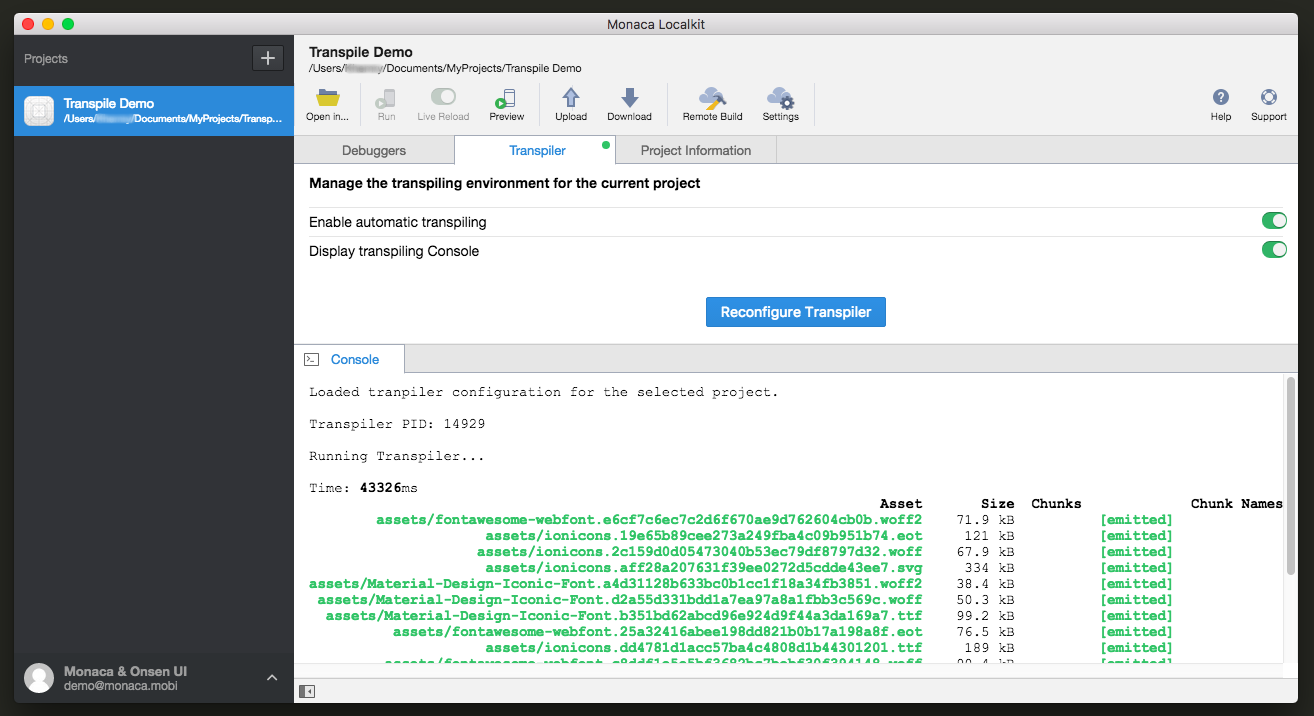 Monaca Localkit
Projects
Transpile Demo
/Users/ /Documents/MyProjects/Transp...
Transpile Demo
/Users/ /Documents/MyProjects/Transpile Demo
Open in... Run Live Reload Preview Upload Download Remote Build Settings Help Support
Debuggers Transpiler Project Information
Manage the transpiling environment for the current project
Enable automatic transpiling
Display transpiling Console
Reconfigure Transpiler
Console
Loaded tranpiler configuration for the selected project.
Transpiler PID: 14929
Running Transpiler...
Time: 43326ms
Asset Size Chunks Chunk Names
assets/fontawesome-webfont.e6cf7c6ec7c2d6f670ae9d762604cb0b.woff2 71.9 kB [emitted]
assets/ionicons.19e65b89cee273a249fba4c09b951b74.eot 121 kB [emitted]
assets/ionicons.2c159d0d05473040b53ec79df8797d32.woff 67.9 kB [emitted]
assets/ionicons.aff28a207631f39ee0272d5cdde43ee7.svg 334 kB [emitted]
assets/Material-Design-Iconic-Font.a4d31128b633bc0b1cc1f18a34fb3851.woff2 38.4 kB [emitted]
assets/Material-Design-Iconic-Font.d2a55d331bdd1a7ea97a8a1fbb3c569c.woff 50.3 kB [emitted]
assets/Material-Design-Iconic-Font.b351bd62abcd96e924d9f44a3da169a7.ttf 99.2 kB [emitted]
assets/fontawesome-webfont.25a32416abee198dd821b0b17a198a8f.eot 76.5 kB [emitted]
assets/ionicons.dd4781d1acc57ba4c4808d1b44301201.ttf 189 kB [emitted]
Monaca & Onsen UI
demo@monaca.mobi